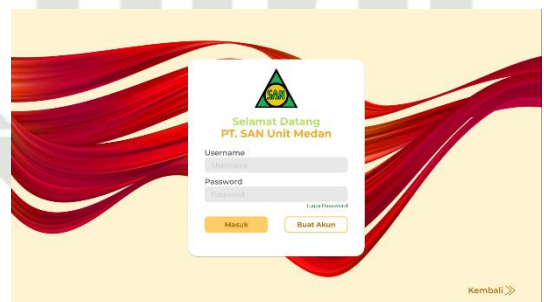 SAN
Selamat Datang
PT. SAN Unit Medan
Username
Username
Password
Password
Lupa Password
Masuk Buat Akun
Kembali